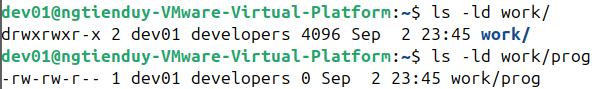 dev01@ngtienduy-VMware-Virtual-Platform:~$ ls -ld work/
drwxrwxr-x 2 dev01 developers 4096 Sep  2 23:45 work/
dev01@ngtienduy-VMware-Virtual-Platform:~$ ls -ld work/prog
-rw-rw-r-- 1 dev01 developers 0 Sep  2 23:45 work/prog